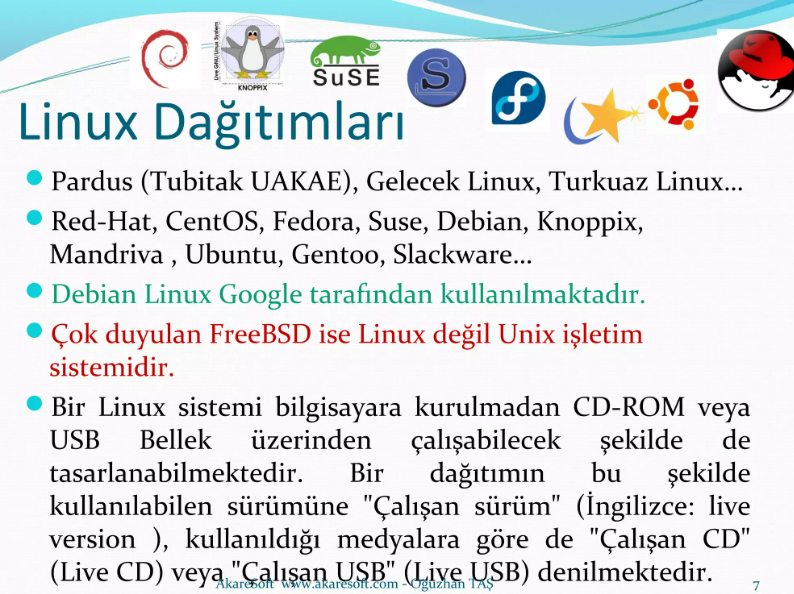 Live GNU/Linux System
KNOPPIX
SuSE
Linux Dağıtımları
Pardus (Tubitak UAKAE), Gelecek Linux, Turkuaz Linux...
Red-Hat, CentOS, Fedora, Suse, Debian, Knoppix,
Mandriva , Ubuntu, Gentoo, Slackware...
Debian Linux Google tarafından kullanılmaktadır.
Çok duyulan FreeBSD ise Linux değil Unix işletim
sistemidir.
Bir Linux sistemi bilgisayara kurulmadan CD-ROM veya
USB Bellek üzerinden çalışabilecek şekilde de
tasarlanabilmektedir. Bir dağıtımın bu şekilde
kullanılabilen sürümüne "Çalışan sürüm" (İngilizce: live
version ), kullanıldığı medyalara göre de "Çalışan CD"
(Live CD) veya "Çalışan USB" (Live USB) denilmektedir.
AkareSoft www.akaresoft.com - Oğuzhan TAŞ
7